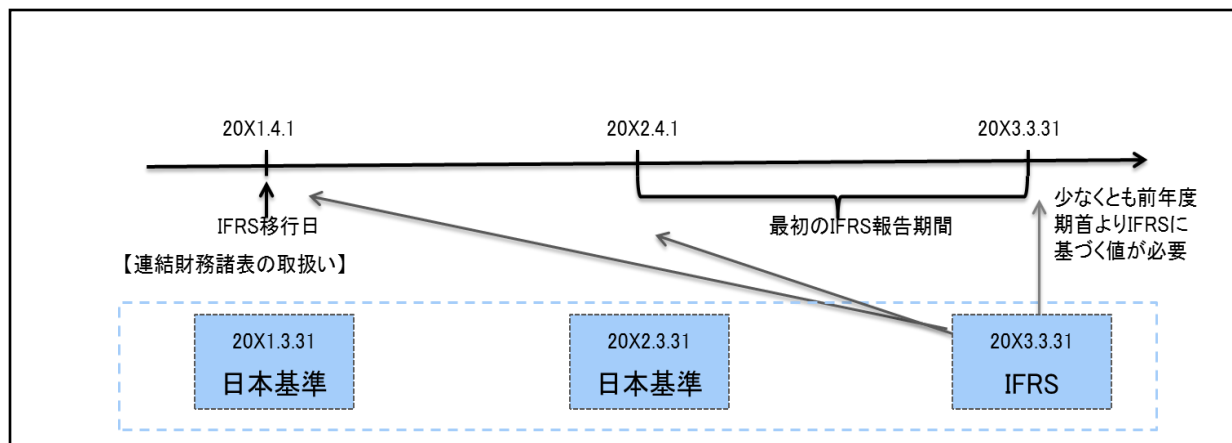 20X1.4.1
20X2.4.1
20X3.3.31
IFRS移行日
最初のIFRS報告期間
少なくとも前年度
期首よりIFRSに
基づく値が必要
【連結財務諸表の取扱い】
20X1.3.31
日本基準
20X2.3.31
日本基準
20X3.3.31
IFRS